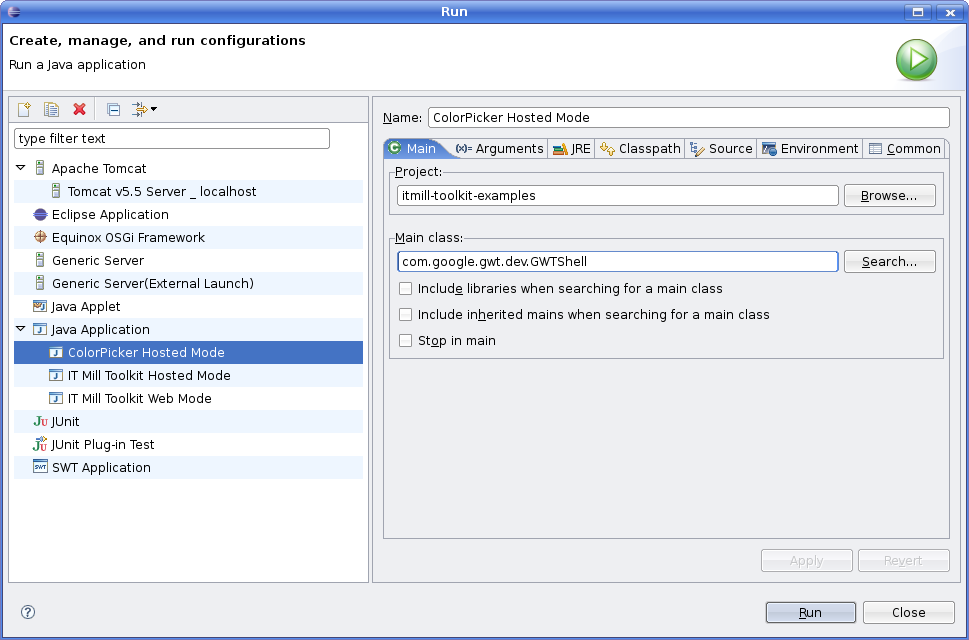 Run
Create, manage, and run configurations
Run a Java application
type filter text
Apache Tomcat
Tomcat v5.5 Server _ localhost
Eclipse Application
Equinox OSGi Framework
Generic Server
Generic Server(External Launch)
Java Applet
Java Application
ColorPicker Hosted Mode
IT Mill Toolkit Hosted Mode
IT Mill Toolkit Web Mode
JUnit
JUnit Plug-in Test
SWT Application
Name: ColorPicker Hosted Mode
Main (x)= Arguments JRE Classpath Source Environment Common
Project:
itmill-toolkit-examples Browse...
Main class:
com.google.gwt.dev.GWTShell Search...
Include libraries when searching for a main class
Include inherited mains when searching for a main class
Stop in main
Apply Revert
? Run Close